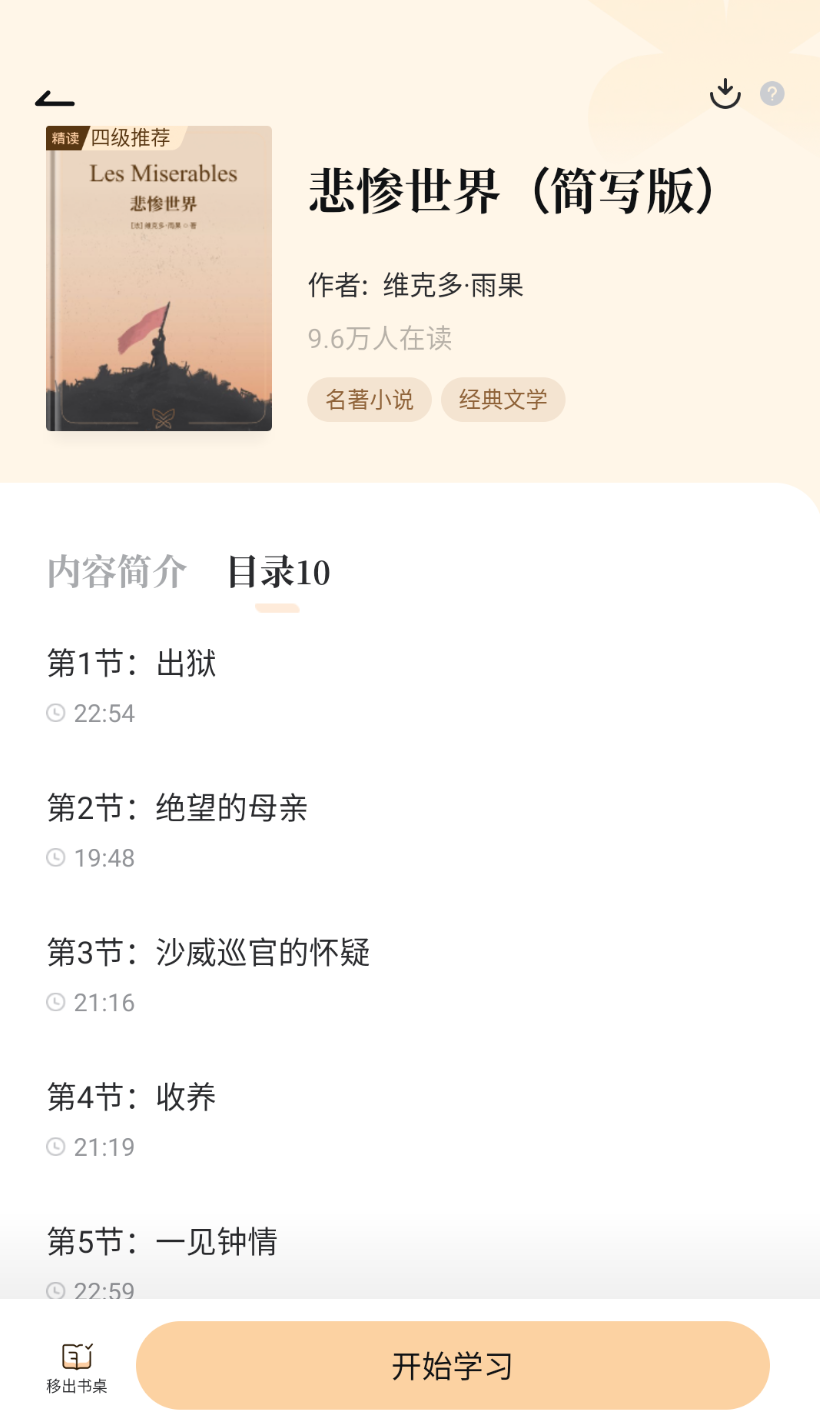 精读 四级推荐
Les Miserables
悲惨世界
[法] 维克多·雨果 ◎ 著
悲惨世界（简写版）
作者: 维克多·雨果
9.6万人在读
名著小说 经典文学
内容简介 目录10
第1节：出狱
22:54
第2节：绝望的母亲
19:48
第3节：沙威巡官的怀疑
21:16
第4节：收养
21:19
第5节：一见钟情
22:59
移出书桌
开始学习